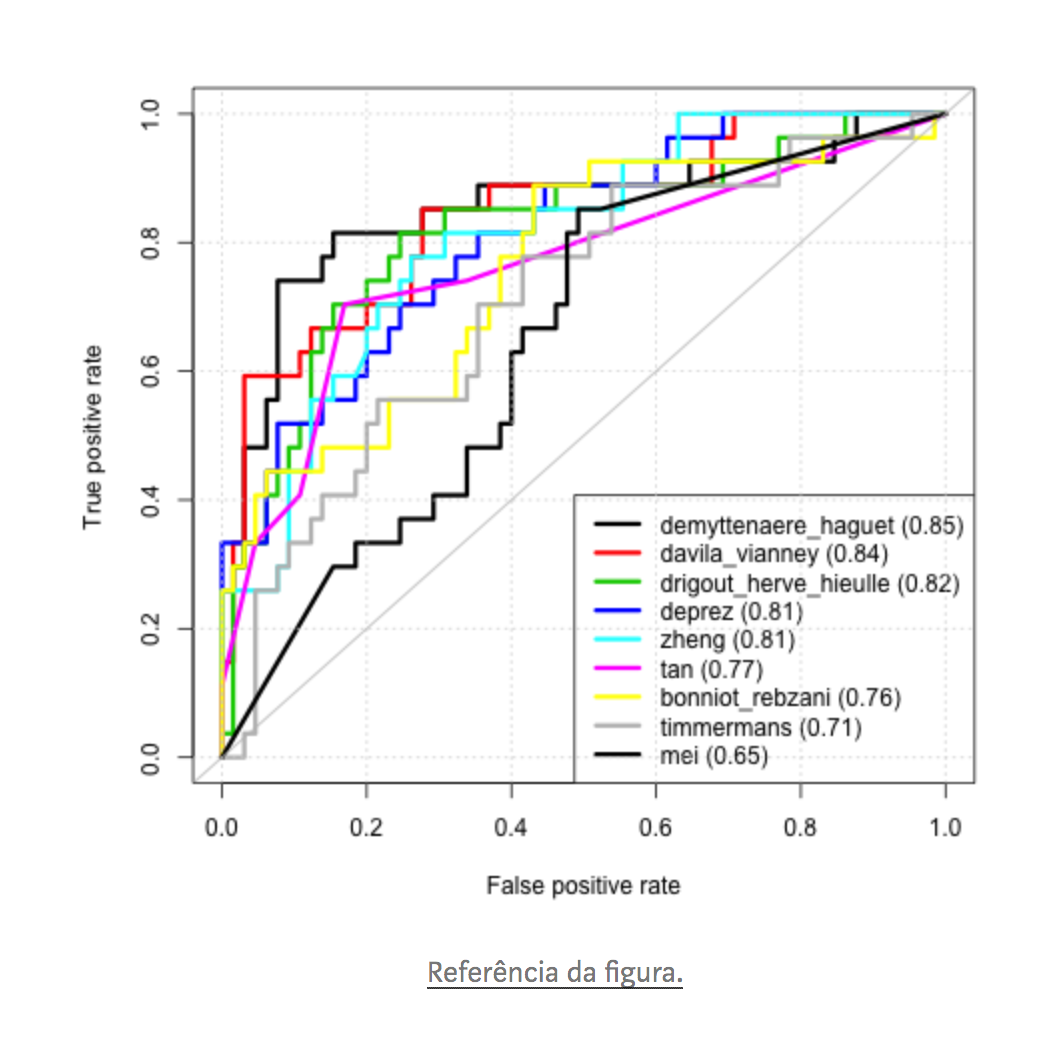 True positive rate
1.0
0.8
0.6
0.4
0.2
0.0
demyttenaere_haguet (0.85)
davila_vianney (0.84)
drigout_herve_hieulle (0.82)
deprez (0.81)
zheng (0.81)
tan (0.77)
bonniot_rebzani (0.76)
timmermans (0.71)
mei (0.65)
0.0 0.2 0.4 0.6 0.8 1.0
False positive rate
Referência da figura.